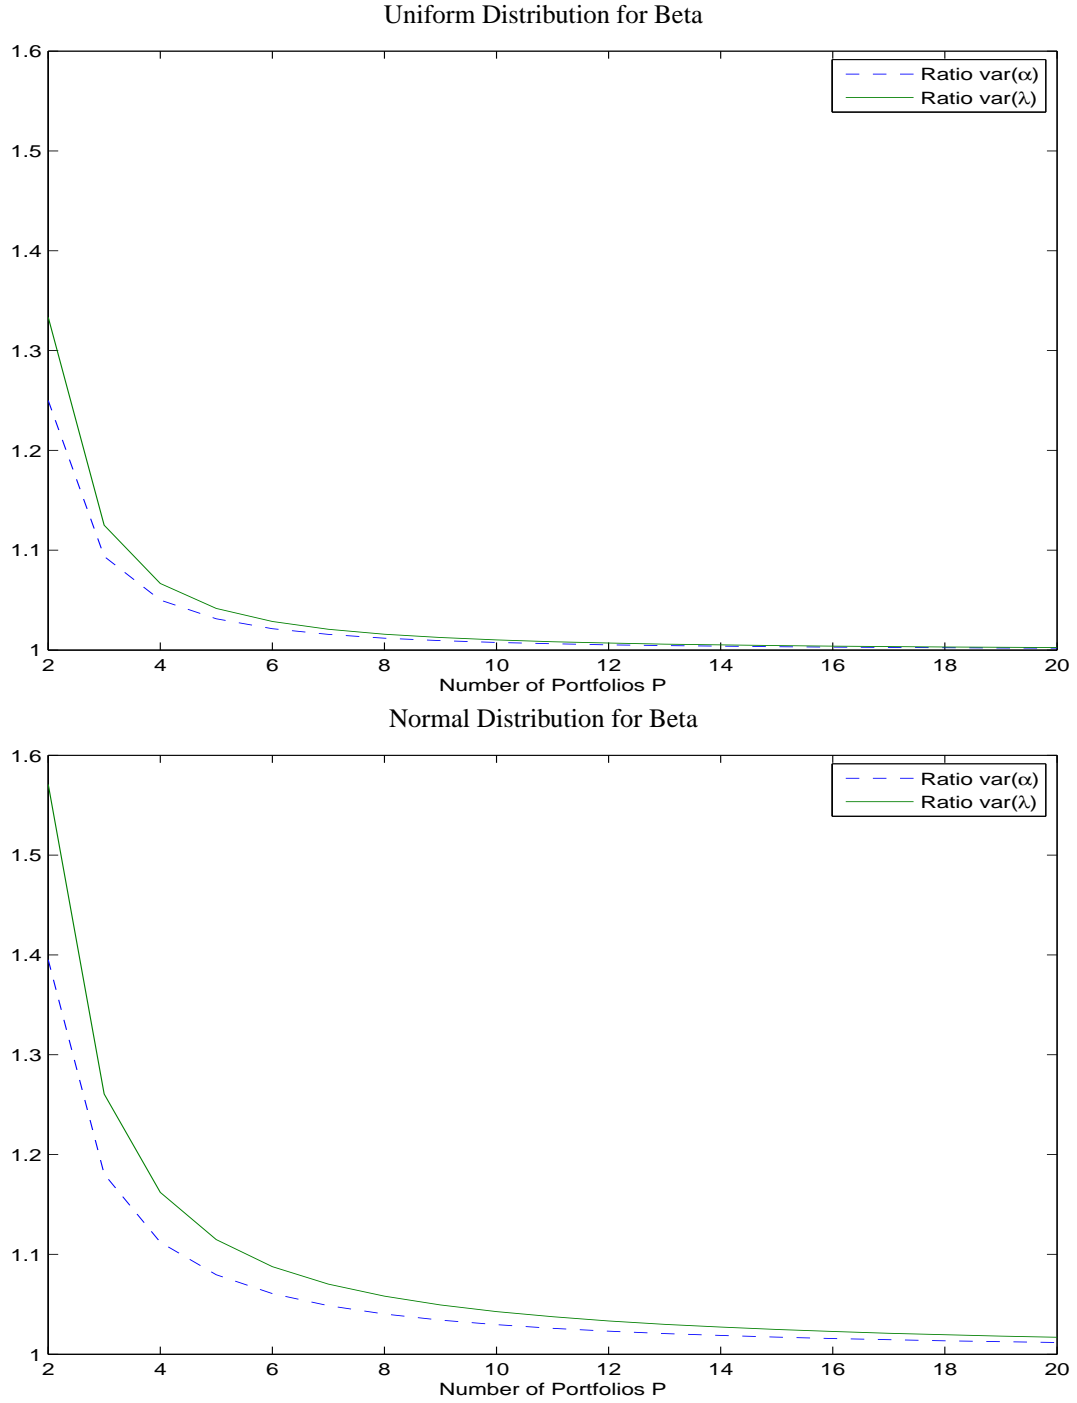 Uniform Distribution for Beta
1.6
Ratio var(α)
Ratio var(λ)
1.5
1.4
1.3
1.2
1.1
1
2 4 6 8 10 12 14 16 18 20
Number of Portfolios P
Normal Distribution for Beta
1.6
Ratio var(α)
Ratio var(λ)
1.5
1.4
1.3
1.2
1.1
1
2 4 6 8 10 12 14 16 18 20
Number of Portfolios P